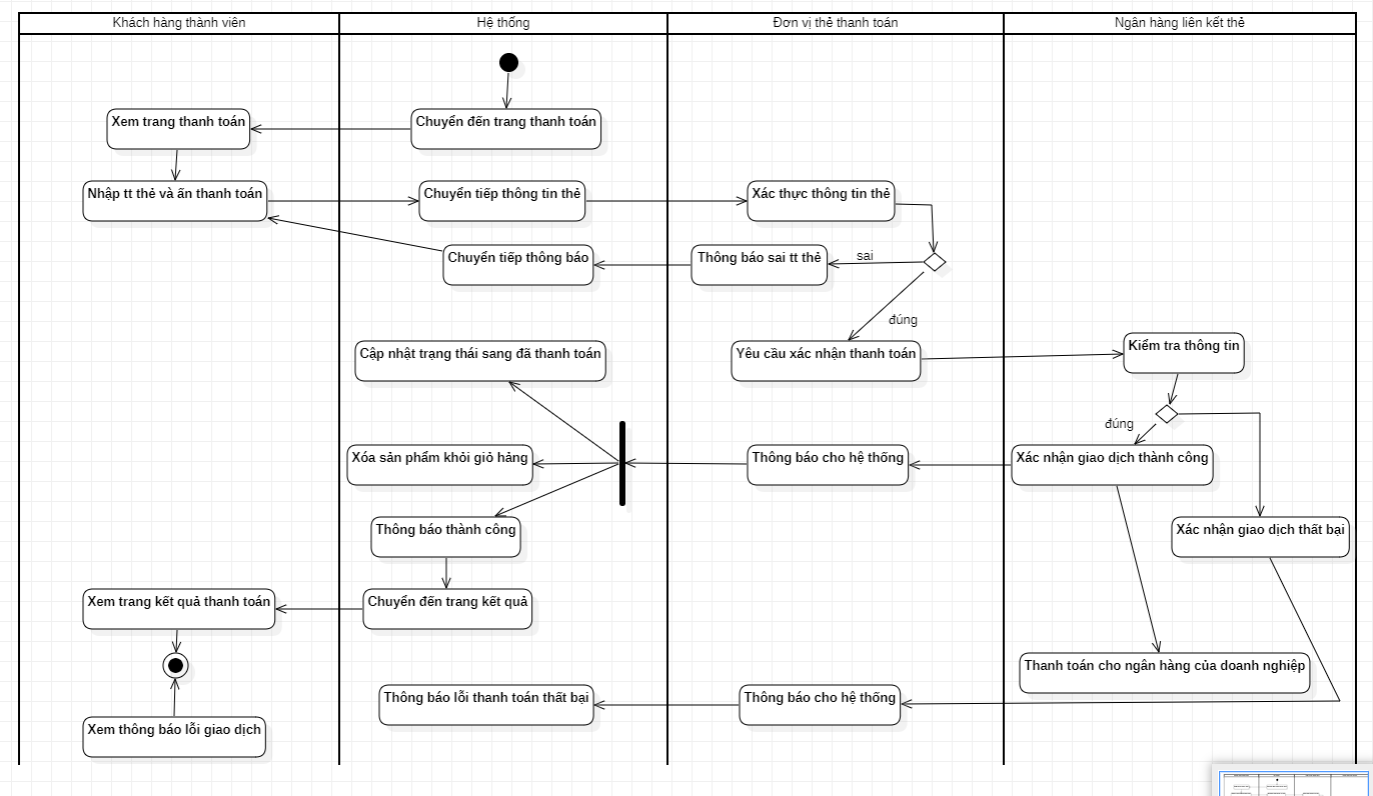 Khách hàng thành viên
Hệ thống
Đơn vị thẻ thanh toán
Ngân hàng liên kết thẻ
Xem trang thanh toán
Chuyển đến trang thanh toán
Nhập tt thẻ và ấn thanh toán
Chuyển tiếp thông tin thẻ
Xác thực thông tin thẻ
Chuyển tiếp thông báo
Thông báo sai tt thẻ
sai
đúng
Cập nhật trạng thái sang đã thanh toán
Yêu cầu xác nhận thanh toán
Kiểm tra thông tin
đúng
Xóa sản phẩm khỏi giỏ hảng
Thông báo cho hệ thống
Xác nhận giao dịch thành công
Thông báo thành công
Xác nhận giao dịch thất bại
Xem trang kết quả thanh toán
Chuyển đến trang kết quả
Thanh toán cho ngân hàng của doanh nghiệp
Thông báo lỗi thanh toán thất bại
Thông báo cho hệ thống
Xem thông báo lỗi giao dịch